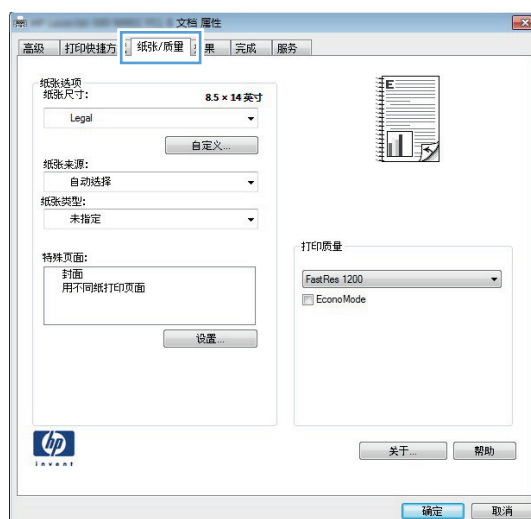 文档 属性
高级 打印快捷方 纸张/质量 果 完成 服务
纸张选项
纸张尺寸: 8.5 × 14 英寸
Legal
自定义...
纸张来源:
自动选择
纸张类型:
未指定
特殊页面:
封面
用不同纸打印页面
设置...
E
打印质量
FastRes 1200
EconoMode
hp
invent
关于... 帮助
确定 取消